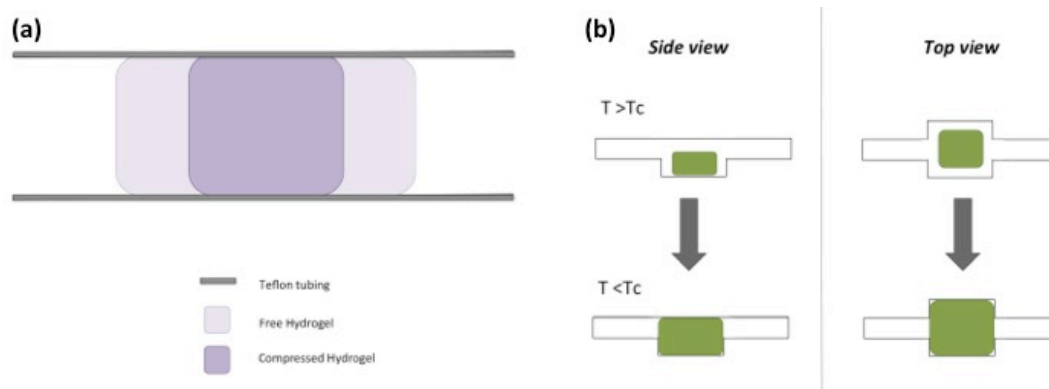 (a)
Teflon tubing
Free Hydrogel
Compressed Hydrogel
(b)
Side view
Top view
T >Tc
T <Tc